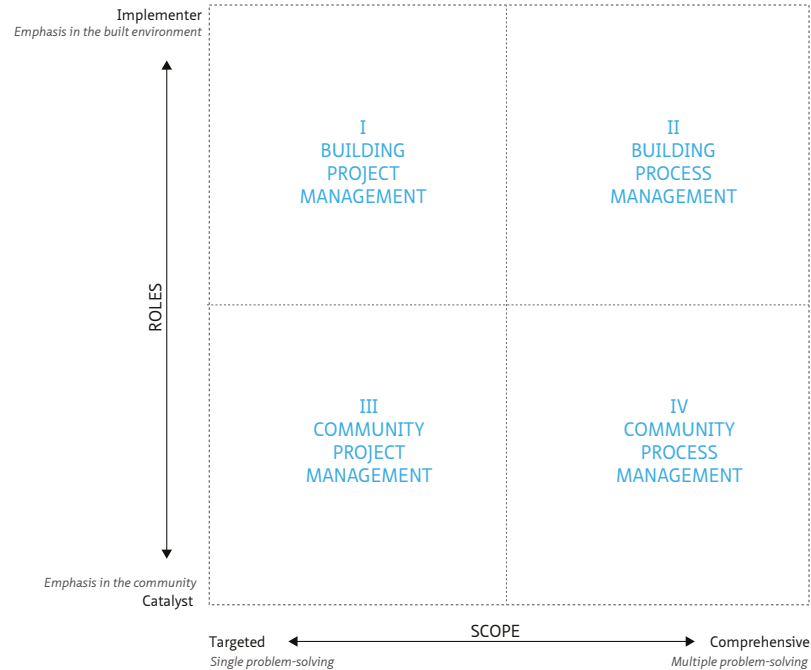 Implementer
Emphasis in the built environment
I
BUILDING
PROJECT
MANAGEMENT
II
BUILDING
PROCESS
MANAGEMENT
ROLES
III
COMMUNITY
PROJECT
MANAGEMENT
IV
COMMUNITY
PROCESS
MANAGEMENT
Emphasis in the community
Catalyst
Targeted
SCOPE
Comprehensive
Single problem-solving
Multiple problem-solving